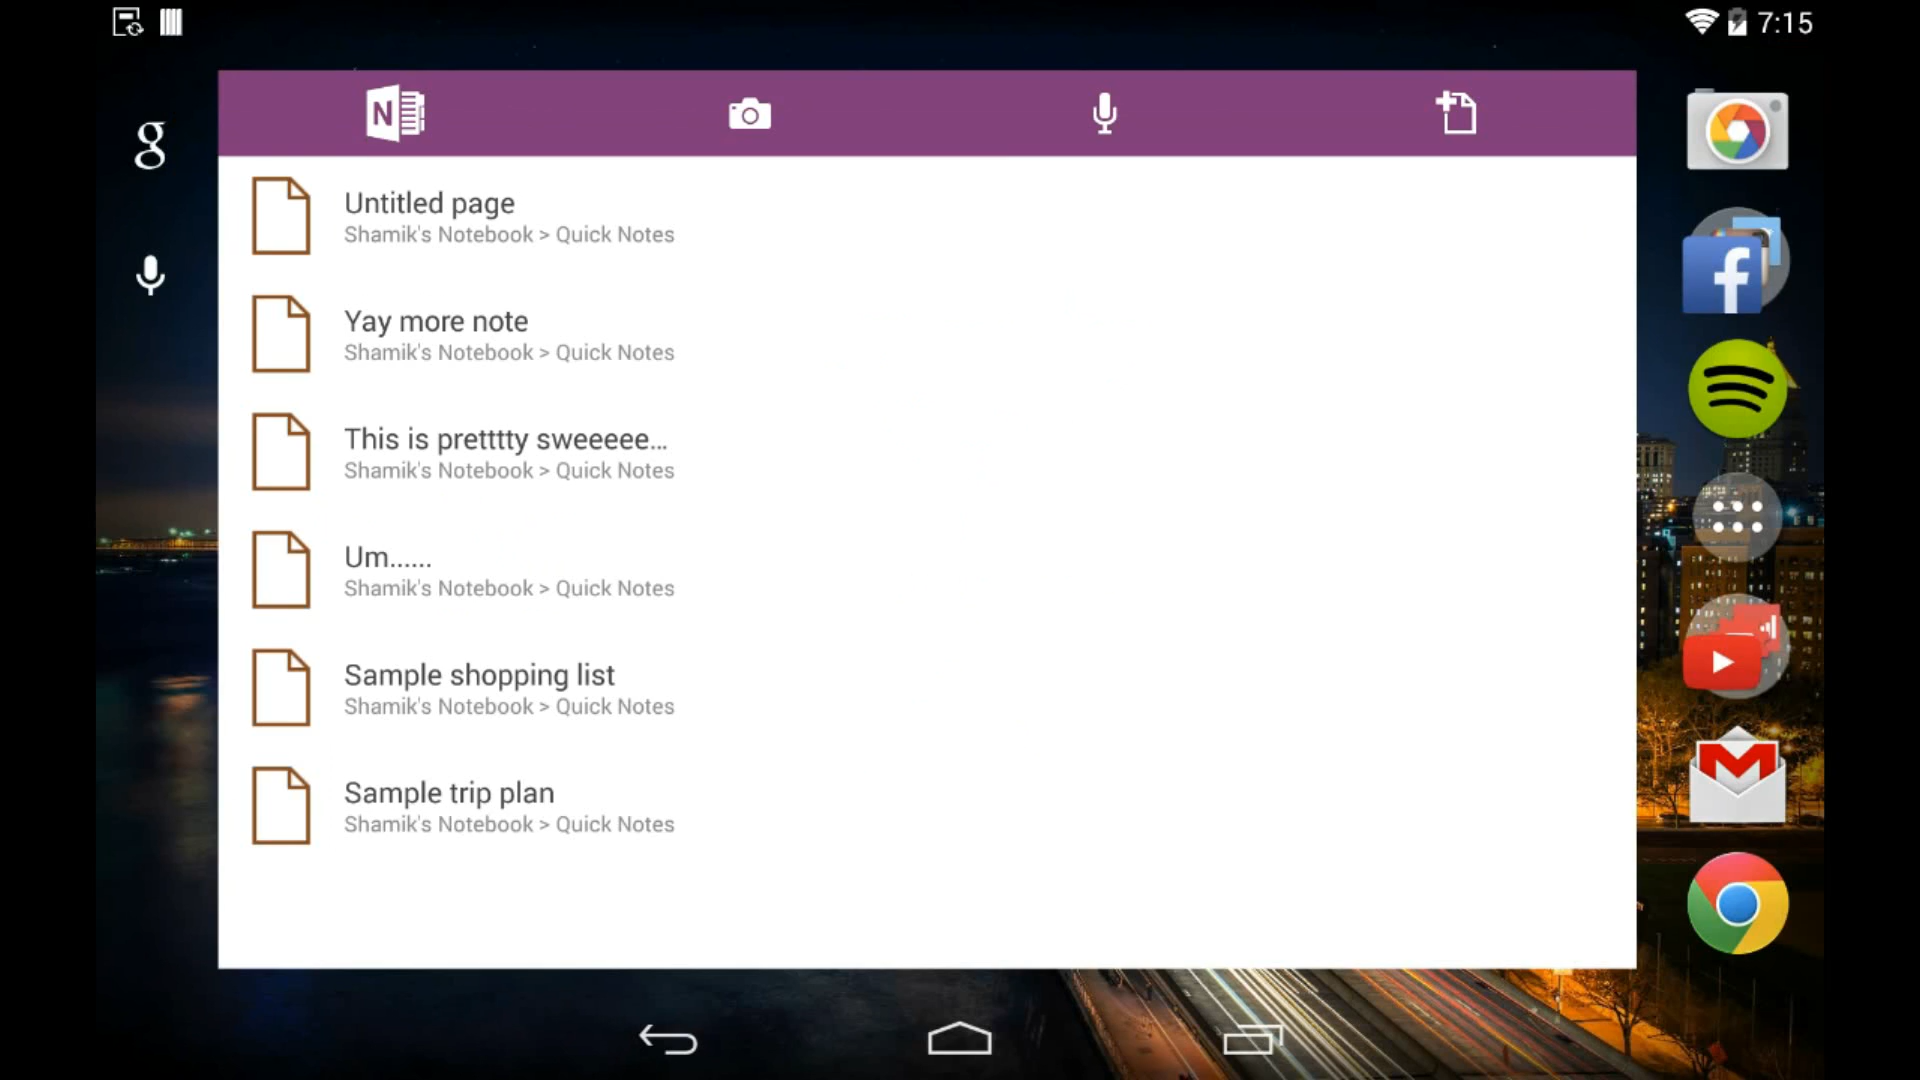 7:15
g
N
Untitled page
Shamik's Notebook > Quick Notes
Yay more note
Shamik's Notebook > Quick Notes
This is prettttty sweeeee...
Shamik's Notebook > Quick Notes
Um......
Shamik's Notebook > Quick Notes
Sample shopping list
Shamik's Notebook > Quick Notes
Sample trip plan
Shamik's Notebook > Quick Notes
f